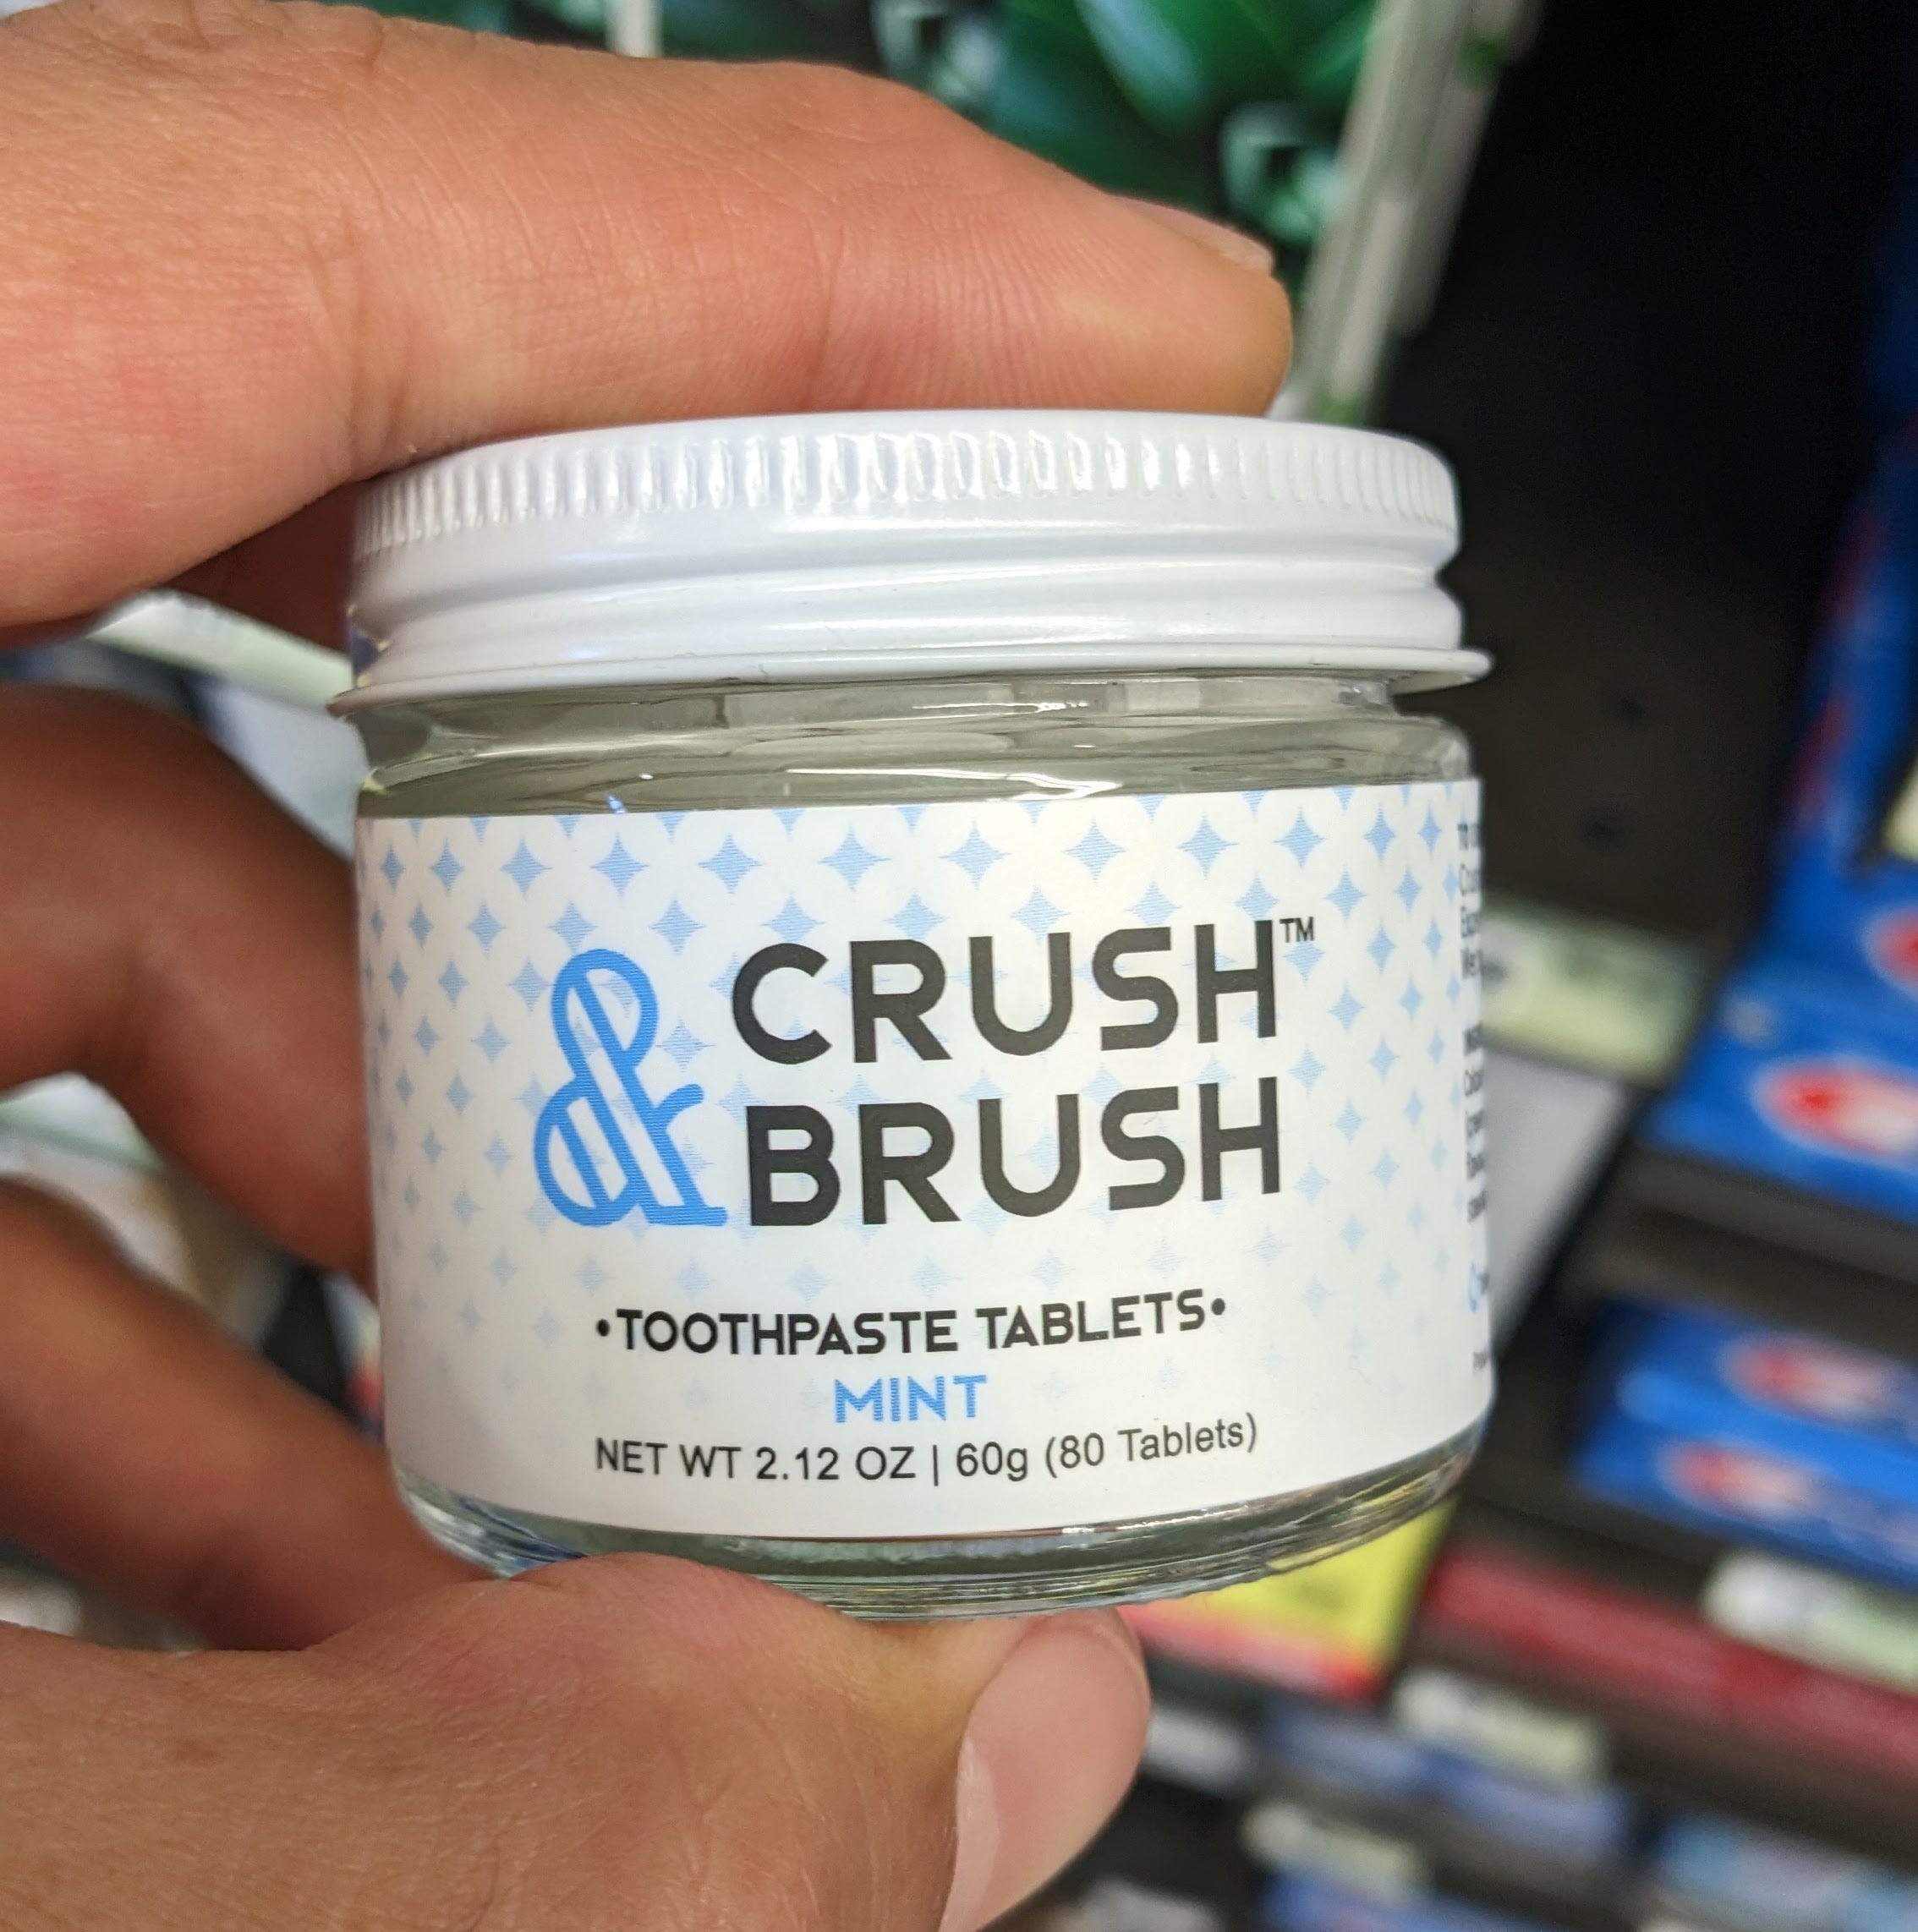 & CRUSH™
BRUSH
•TOOTHPASTE TABLETS•
MINT
NET WT 2.12 OZ | 60g (80 Tablets)